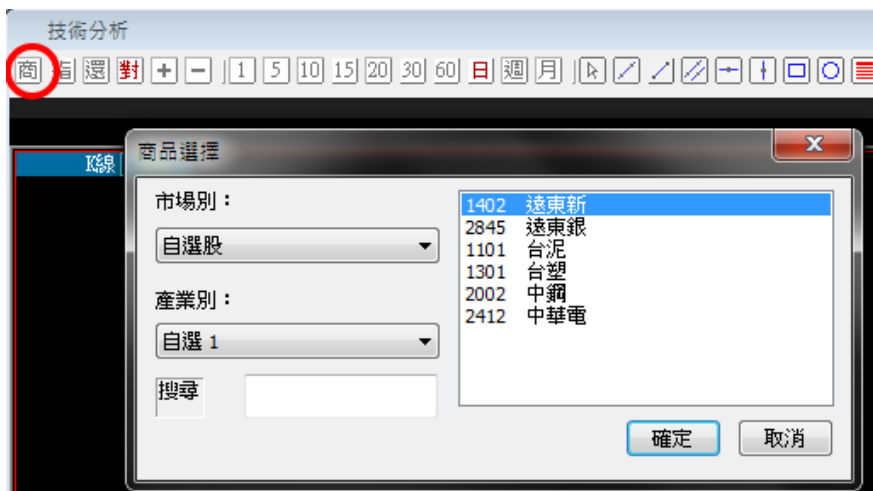 技術分析
商 指 還 對 + − 1 5 10 15 20 30 60 日 週 月
K線
商品選擇
市場別：
自選股
產業別：
自選 1
搜尋
1402 遠東新
2845 遠東銀
1101 台泥
1301 台塑
2002 中鋼
2412 中華電
確定 取消